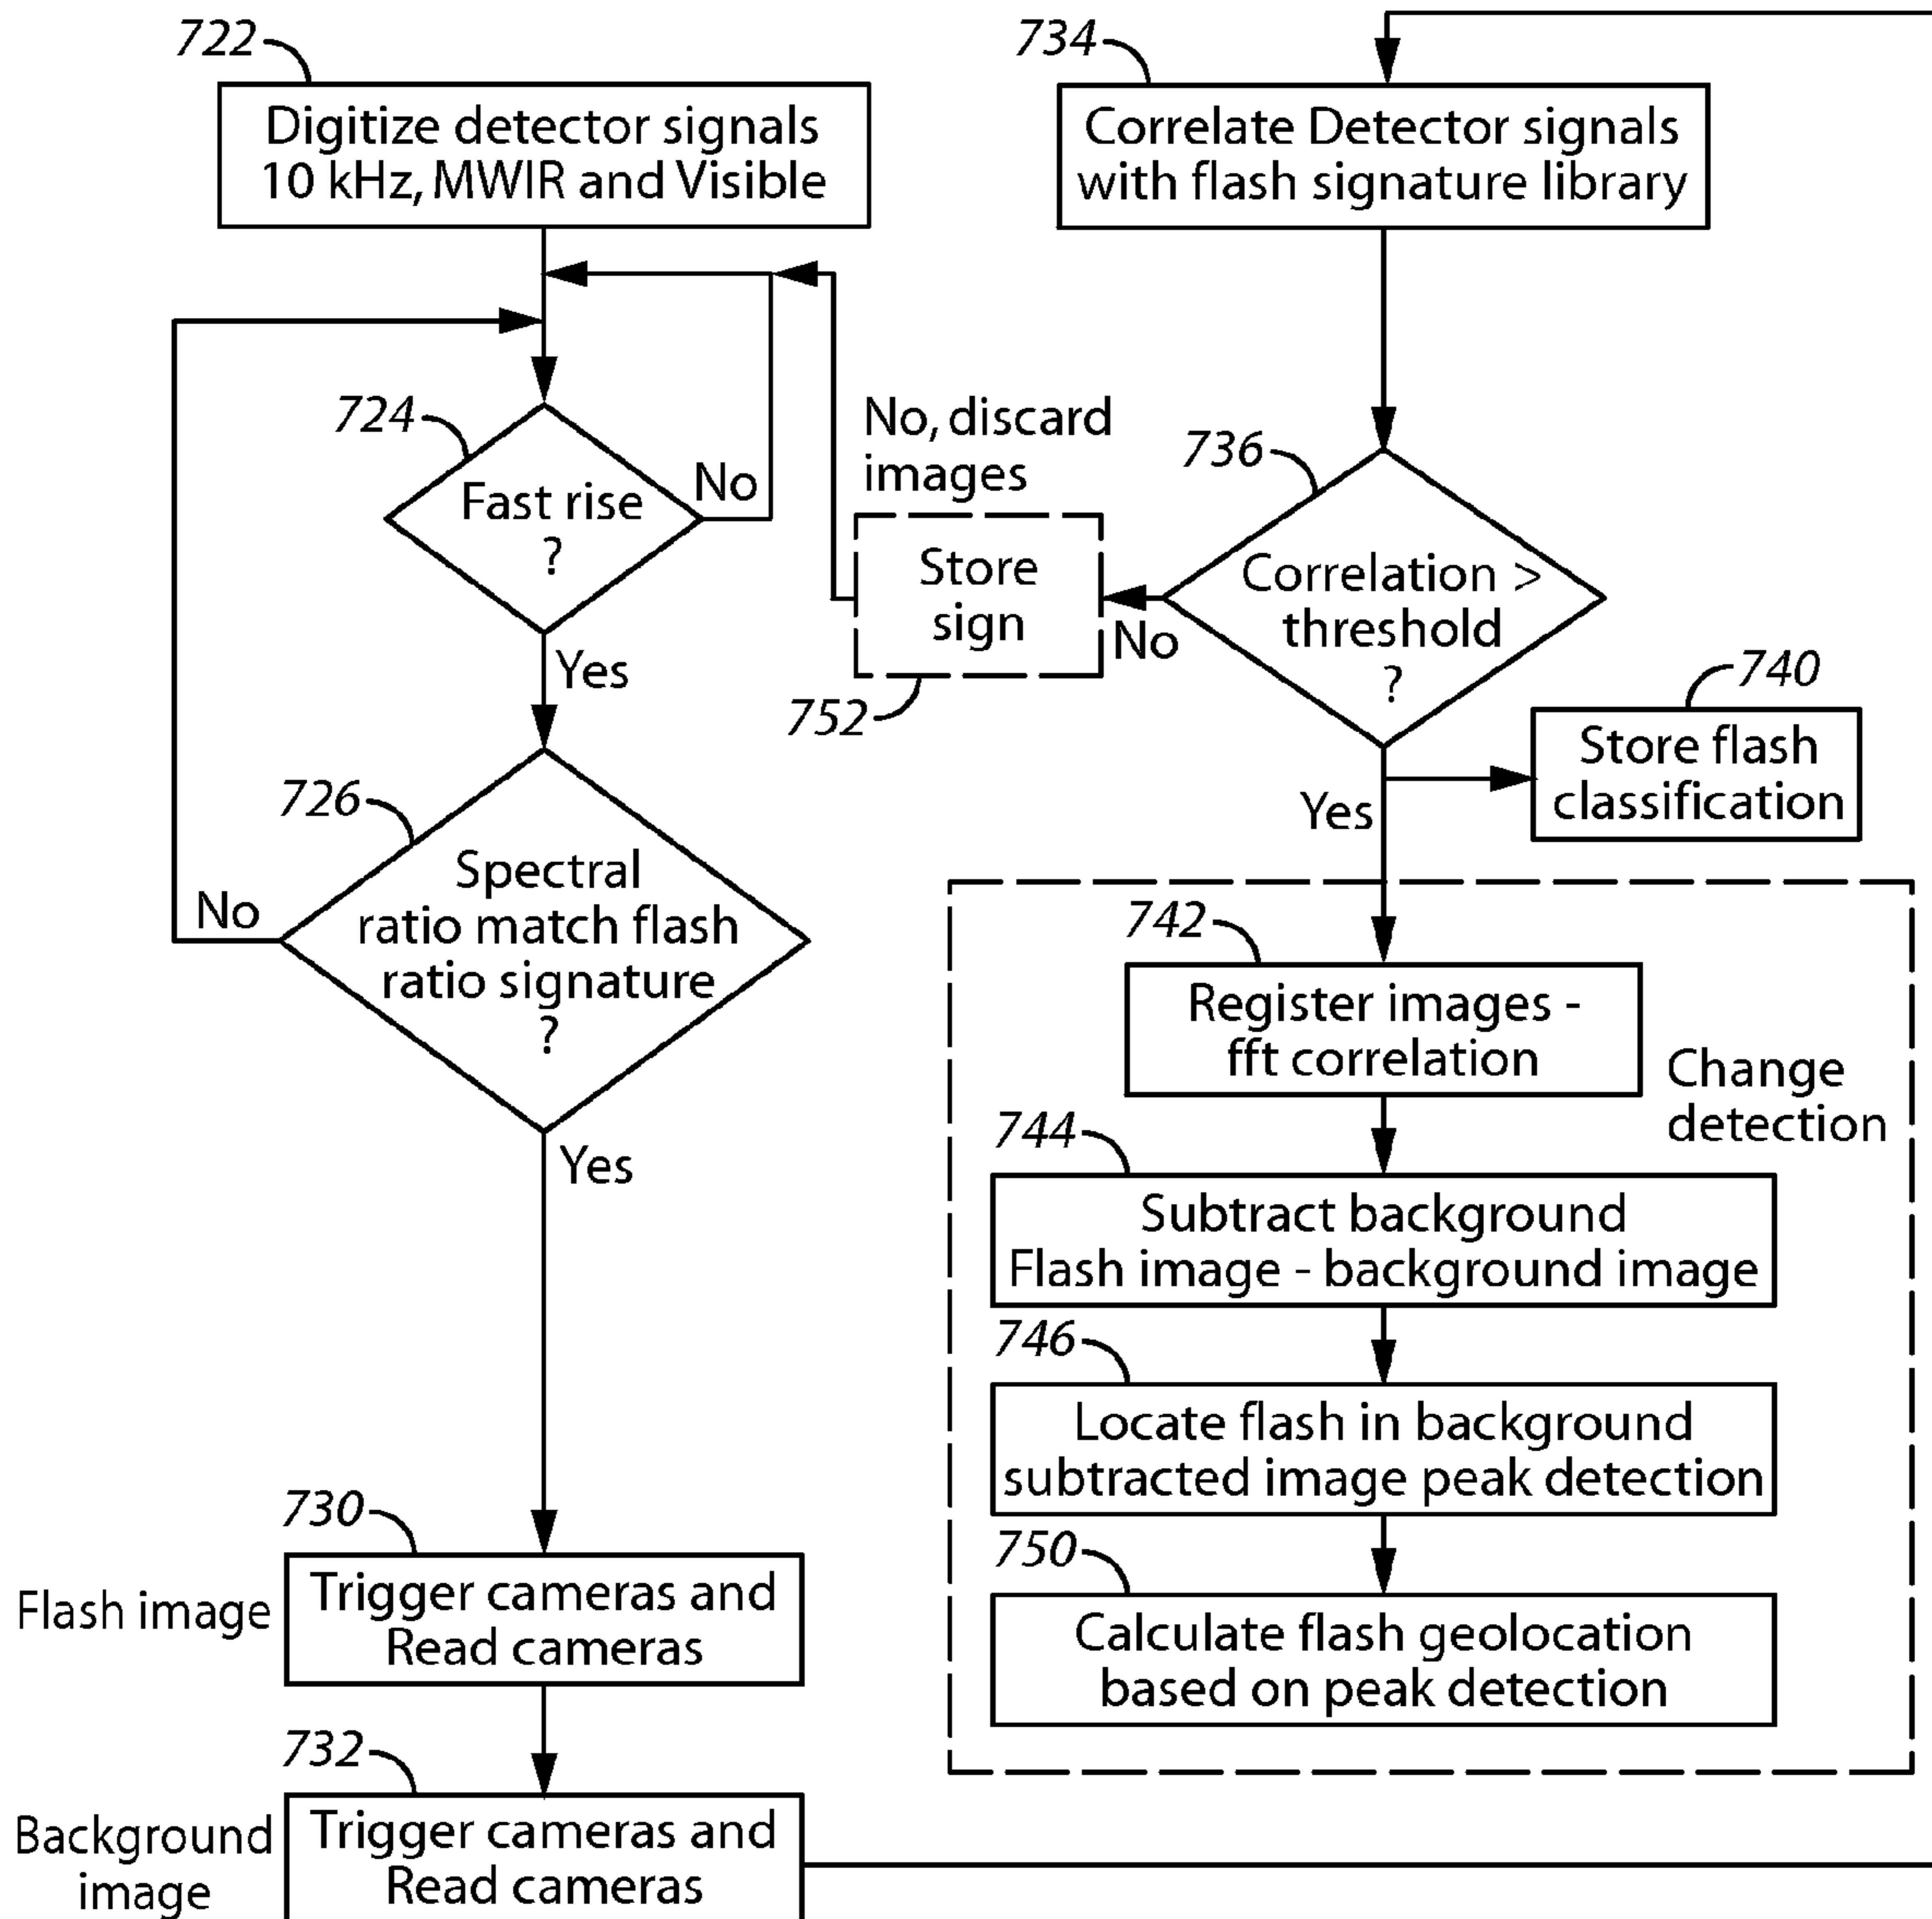 722
Digitize detector signals
10 kHz, MWIR and Visible
724
Fast rise
?
No
Yes
726
Spectral
ratio match flash
ratio signature
?
No
Yes
730
Flash image
Trigger cameras and
Read cameras
732
Background
image
Trigger cameras and
Read cameras
734
Correlate Detector signals
with flash signature library
736
Correlation >
threshold
?
No
No, discard
images
Store
sign
752
Yes
740
Store flash
classification
Change
detection
742
Register images -
fft correlation
744
Subtract background
Flash image - background image
746
Locate flash in background
subtracted image peak detection
750
Calculate flash geolocation
based on peak detection